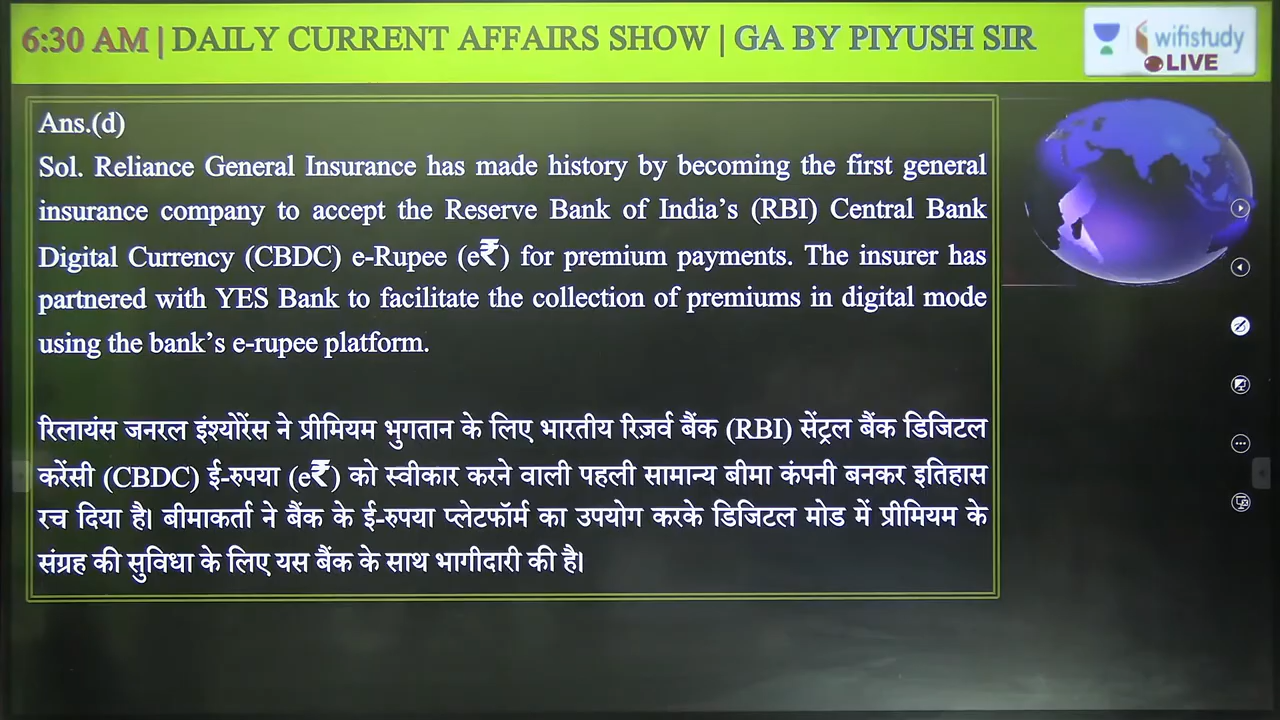 6:30 AM | DAILY CURRENT AFFAIRS SHOW | GA BY PIYUSH SIR
wifistudy
LIVE
Ans.(d)
Sol. Reliance General Insurance has made history by becoming the first general
insurance company to accept the Reserve Bank of India’s (RBI) Central Bank
Digital Currency (CBDC) e-Rupee (e₹) for premium payments. The insurer has
partnered with YES Bank to facilitate the collection of premiums in digital mode
using the bank’s e-rupee platform.
रिलायंस जनरल इंश्योरेंस ने प्रीमियम भुगतान के लिए भारतीय रिज़र्व बैंक (RBI) सेंट्रल बैंक डिजिटल
करेंसी (CBDC) ई-रुपया (e₹) को स्वीकार करने वाली पहली सामान्य बीमा कंपनी बनकर इतिहास
रच दिया है। बीमाकर्ता ने बैंक के ई-रुपया प्लेटफॉर्म का उपयोग करके डिजिटल मोड में प्रीमियम के
संग्रह की सुविधा के लिए यस बैंक के साथ भागीदारी की है।